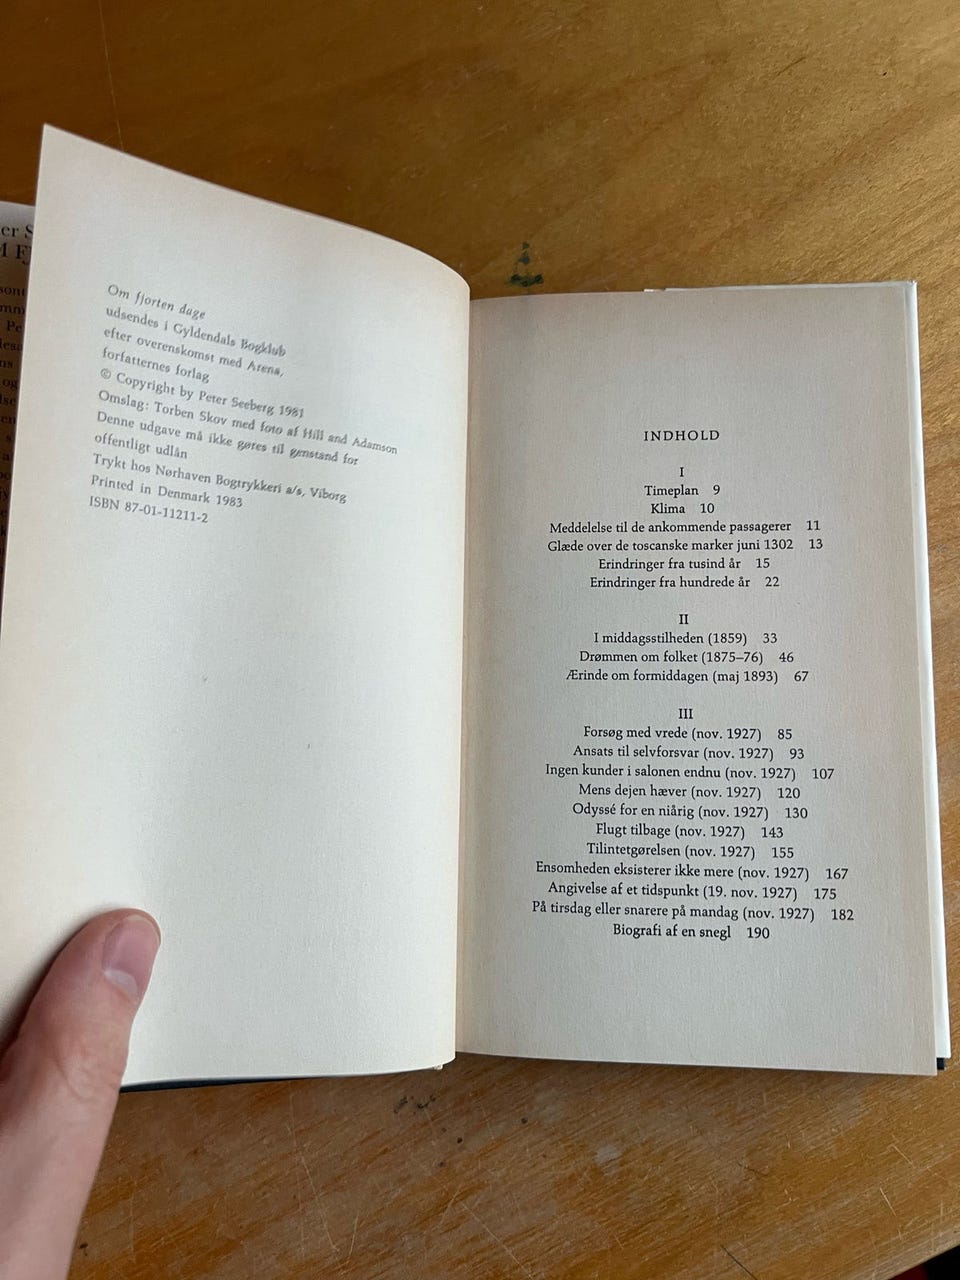 Om fjorten dage
udsendes i Gyldendals Bogklub
efter overenskomst med Arena,
forfatternes forlag
© Copyright by Peter Seeberg 1981
Omslag: Torben Skov med foto af Hill and Adamson
Denne udgave må ikke gøres til genstand for
offentligt udlån
Trykt hos Nørhaven Bogtrykkeri a/s, Viborg
Printed in Denmark 1983
ISBN 87-01-11211-2
INDHOLD
I
Timeplan 9
Klima 10
Meddelelse til de ankommende passagerer 11
Glæde over de toscanske marker juni 1302 13
Erindringer fra tusind år 15
Erindringer fra hundrede år 22
II
I middagsstilheden (1859) 33
Drømmen om folket (1875–76) 46
Ærinde om formiddagen (maj 1893) 67
III
Forsøg med vrede (nov. 1927) 85
Ansats til selvforsvar (nov. 1927) 93
Ingen kunder i salonen endnu (nov. 1927) 107
Mens dejen hæver (nov. 1927) 120
Odyssé for en niårig (nov. 1927) 130
Flugt tilbage (nov. 1927) 143
Tilintetgørelsen (nov. 1927) 155
Ensomheden eksisterer ikke mere (nov. 1927) 167
Angivelse af et tidspunkt (19. nov. 1927) 175
På tirsdag eller snarere på mandag (nov. 1927) 182
Biografi af en snegl 190